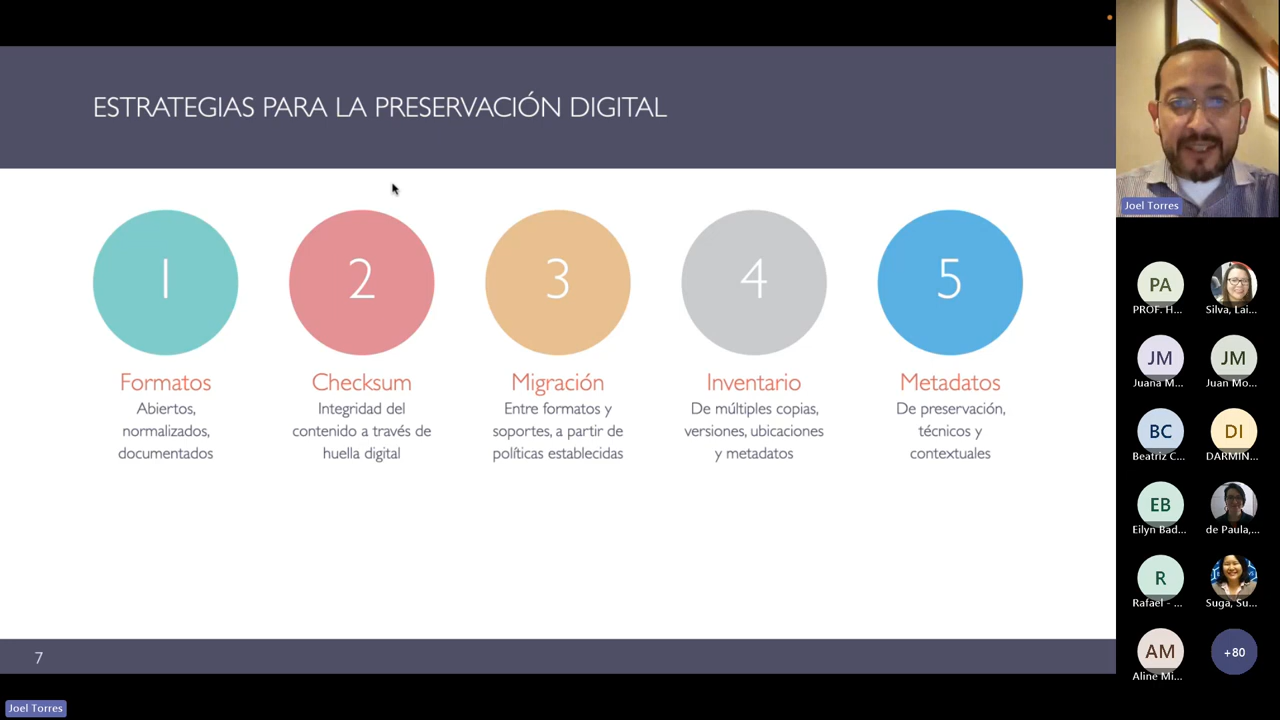 ESTRATEGIAS PARA LA PRESERVACIÓN DIGITAL
1
2
3
4
5
Formatos
Abiertos,
normalizados,
documentados
Checksum
Integridad del
contenido a través de
huella digital
Migración
Entre formatos y
soportes, a partir de
políticas establecidas
Inventario
De múltiples copias,
versiones, ubicaciones
y metadatos
Metadatos
De preservación,
técnicos y
contextuales
7
Joel Torres
Joel Torres
PA
PROF. H...
Silva, Lai...
JM
Juana M...
JM
Juan Mo...
BC
Beatriz C...
DI
DARMIN...
EB
Eilyn Bad...
de Paula,...
R
Rafael - ...
Suga, Su...
AM
Aline Mi...
+80